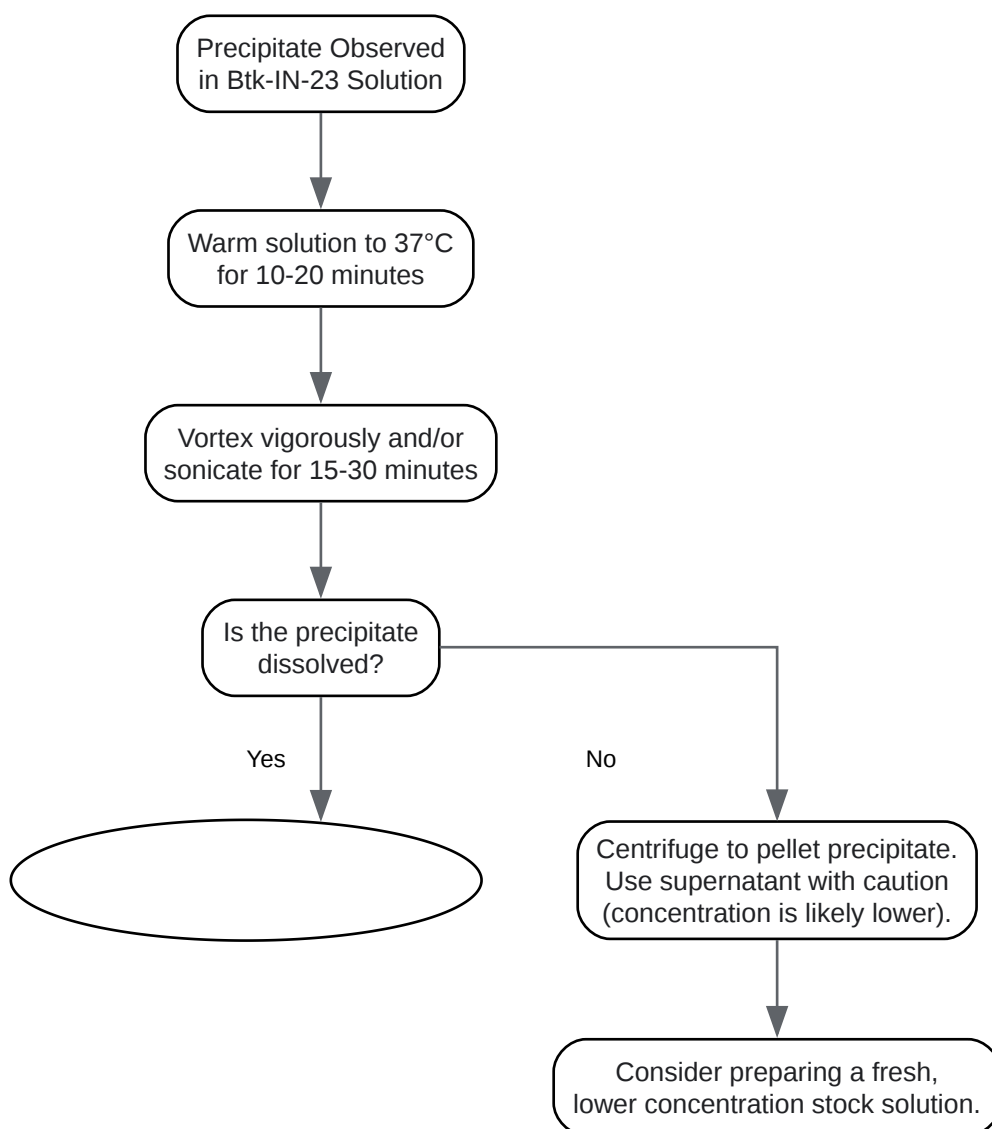 Precipitate Observed
in Btk-IN-23 Solution
Warm solution to 37°C
for 10-20 minutes
Vortex vigorously and/or
sonicate for 15-30 minutes
Is the precipitate
dissolved?
Yes
No
Centrifuge to pellet precipitate.
Use supernatant with caution
(concentration is likely lower).
Consider preparing a fresh,
lower concentration stock solution.